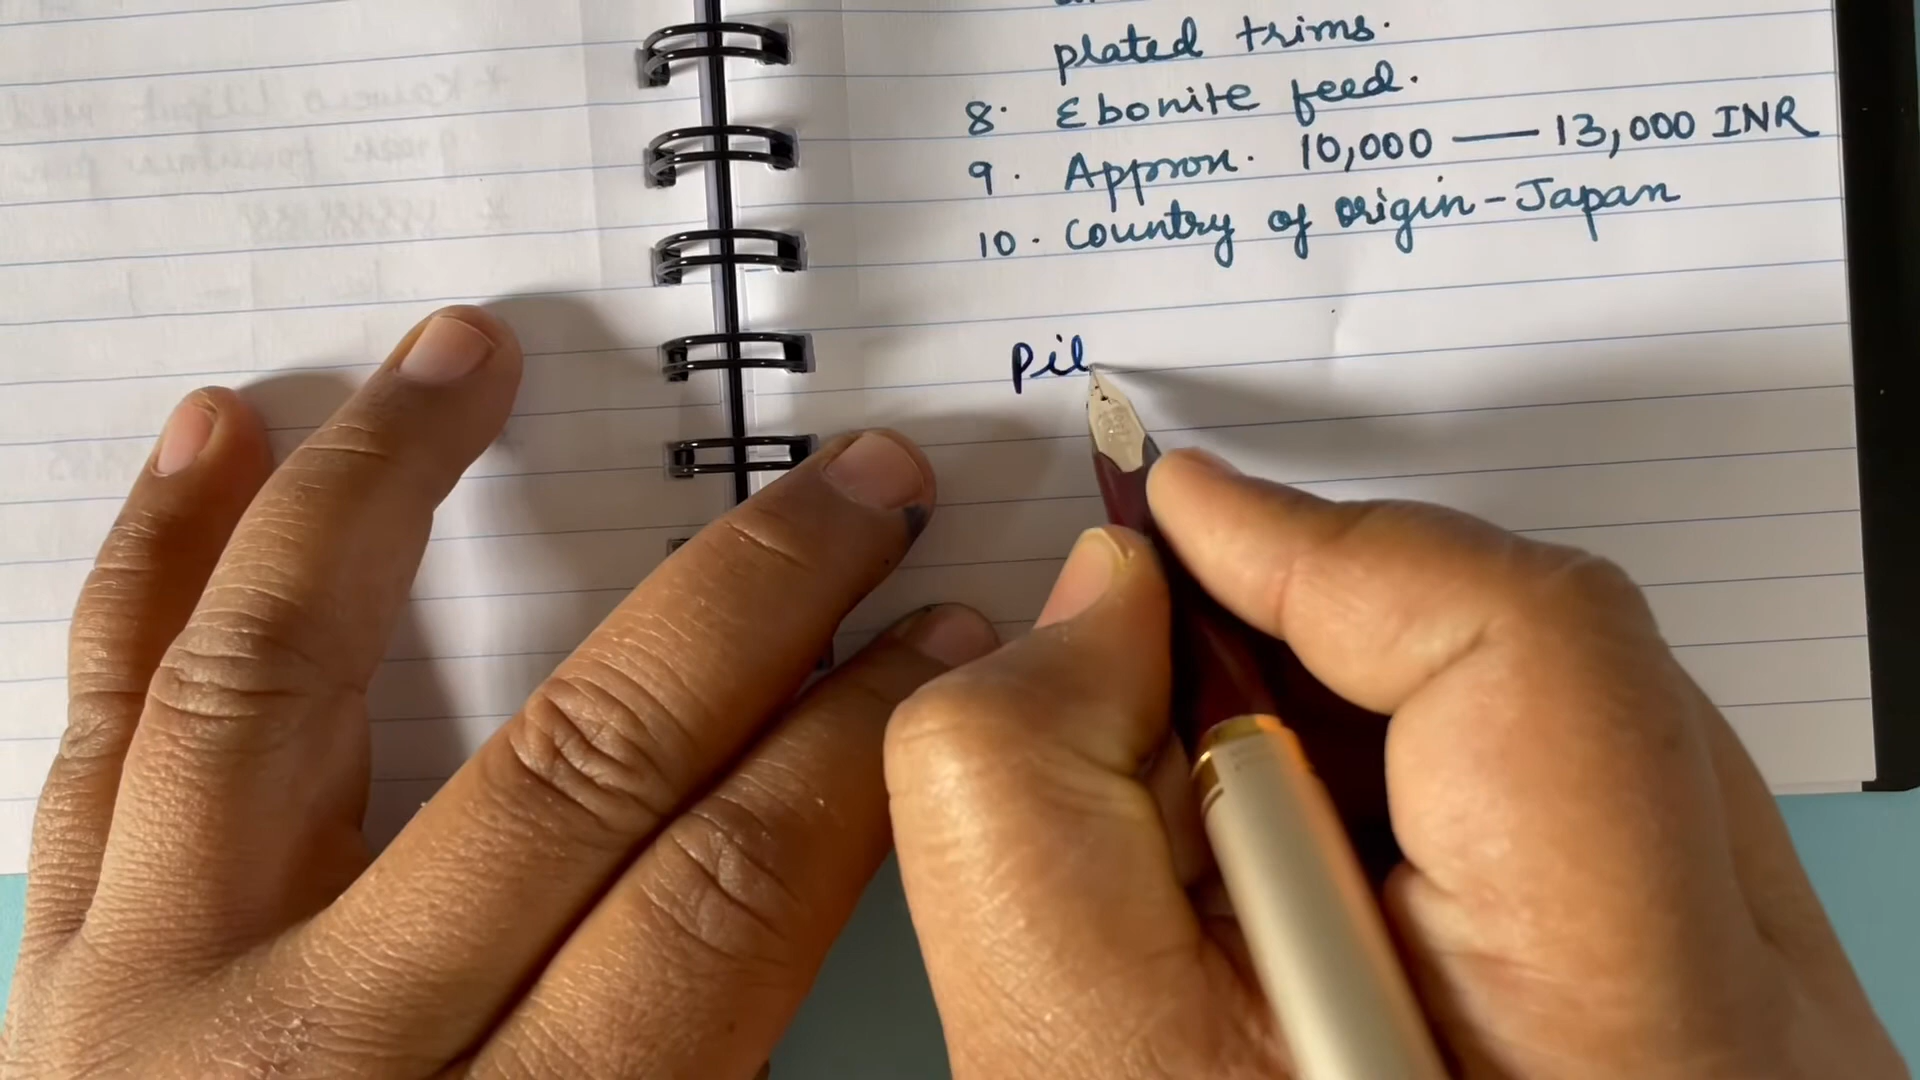 plated trims.
8. Ebonite feed.
9. Approx. 10,000 — 13,000 INR
10. Country of origin - Japan
Pil